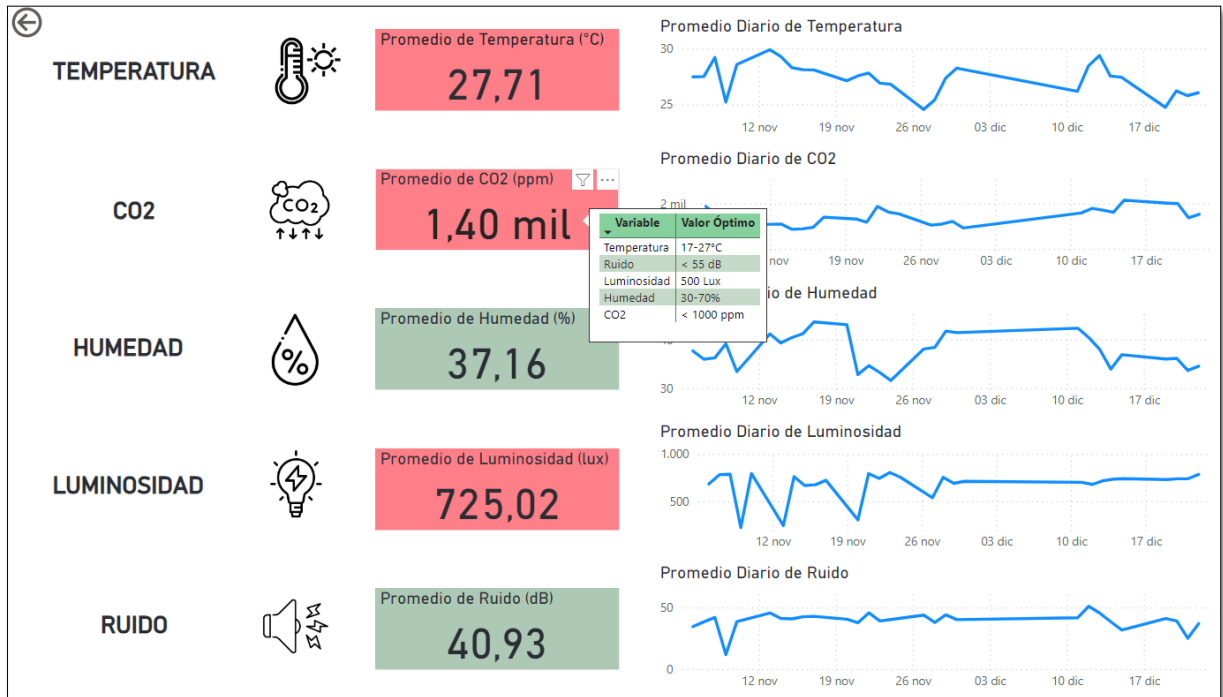 TEMPERATURA
Promedio de Temperatura (°C)
27,71
Promedio Diario de Temperatura
30
25
12 nov 19 nov 26 nov 03 dic 10 dic 17 dic
CO2
CO2
Promedio de CO2 (ppm)
1,40 mil
Promedio Diario de CO2
2 mil
nov 19 nov 26 nov 03 dic 10 dic 17 dic
Variable Valor Óptimo
Temperatura 17-27°C
Ruido < 55 dB
Luminosidad 500 Lux
Humedad 30-70%
CO2 < 1000 ppm
HUMEDAD
%
Promedio de Humedad (%)
37,16
io de Humedad
30
12 nov 19 nov 26 nov 03 dic 10 dic 17 dic
LUMINOSIDAD
Promedio de Luminosidad (lux)
725,02
Promedio Diario de Luminosidad
1.000
500
12 nov 19 nov 26 nov 03 dic 10 dic 17 dic
RUIDO
Promedio de Ruido (dB)
40,93
Promedio Diario de Ruido
50
0
12 nov 19 nov 26 nov 03 dic 10 dic 17 dic